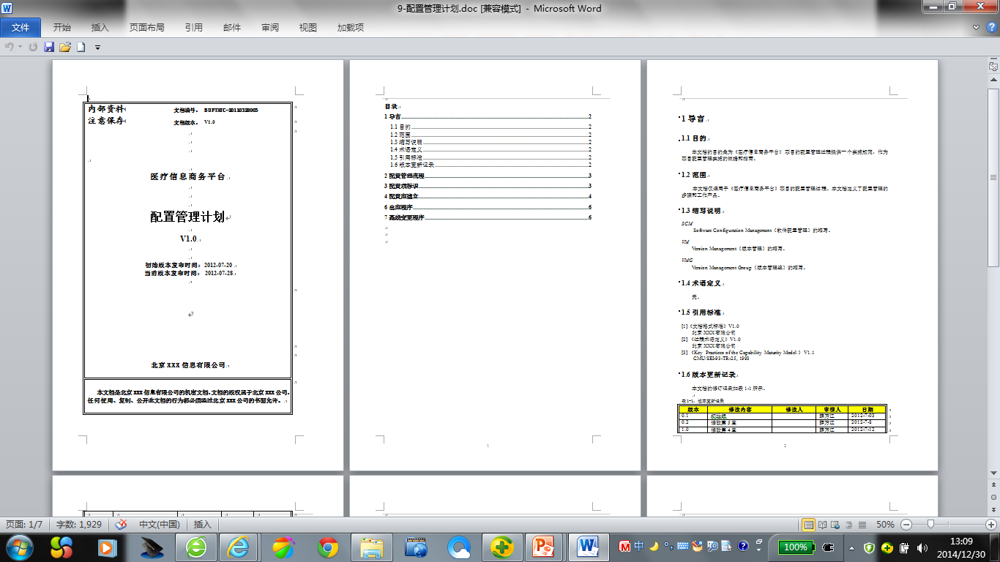 9-配置管理计划.doc [兼容模式] - Microsoft Word
文件 开始 插入 页面布局 引用 邮件 审阅 视图 加载项
内部资料 文档编号： BUPTHTC-20110328005
注意保存 文档版本： V1.0
医疗信息商务平台
配置管理计划
V1.0
初始版本发布时间：2012-07-20
当前版本发布时间： 2012-07-28
北京 XXX 信息有限公司
本文档是北京 XXX 信息有限公司的机密文档，文档的版权属于北京 XXX 公司，
任何使用、复制、公开此文档的行为都必须经过北京 XXX 公司的书面允许。
目录
1 导言 2
1.1 目的 2
1.2 范围 2
1.3 缩写说明 2
1.4 术语定义 2
1.5 引用标准 2
1.6 版本更新记录 2
2 配置管理流程 3
3 配置项标识 3
4 配置库建立 4
6 出库程序 6
7 基线变更程序 6
1
1 导言
1.1 目的
本文档的目的是为《医疗信息商务平台》项目的配置管理过程提供一个实施规范，作为
项目配置管理实施的依据和指南。
1.2 范围
本文档仅适用于《医疗信息商务平台》项目的配置管理过程。本文档定义了配置管理的
步骤和工作产品。
1.3 缩写说明
SCM
Software Configuration Management（软件配置管理）的缩写。
VM
Version Management（版本管理）的缩写。
VMG
Version Management Group（版本管理组）的缩写。
1.4 术语定义
无。
1.5 引用标准
[1]《文档格式标准》V1.0
北京 XXX 有限公司
[2] 《过程术语定义》V1.0
北京 XXX 有限公司
[3] 《Key Practices of the Capability Maturity Model 》 V1.1
CMU/SEI-93-TR-25, 1993
1.6 版本更新记录
本文档的修订记录如表 1-1 所示。
表 1-1：版本更新记录
版本 修改内容 修改人 审核人 日期
0.1 初始版 韩万江 2012-7-03
0.2 修改第 5 章 韩万江 2012-7-8
1.0 修改第 4 章 韩万江 2012-7-12
2
页面: 1/7 字数: 1,929 中文(中国) 插入 50%
中 100% 13:09
2014/12/30